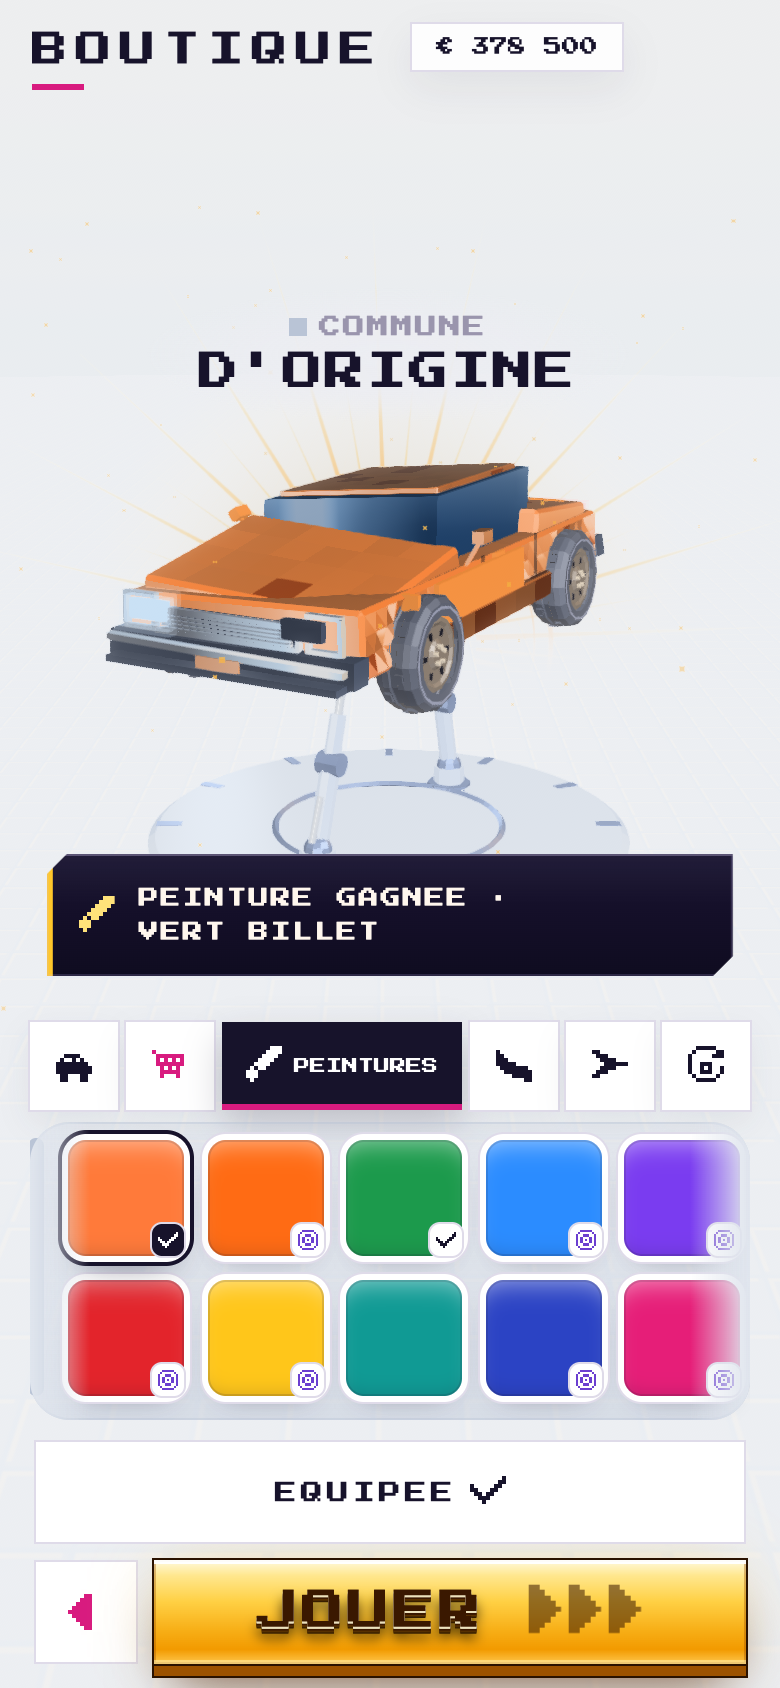 BOUTIQUE
€ 378 500
COMMUNE
D'ORIGINE
PEINTURE GAGNEE ·
VERT BILLET
PEINTURES
EQUIPEE
JOUER